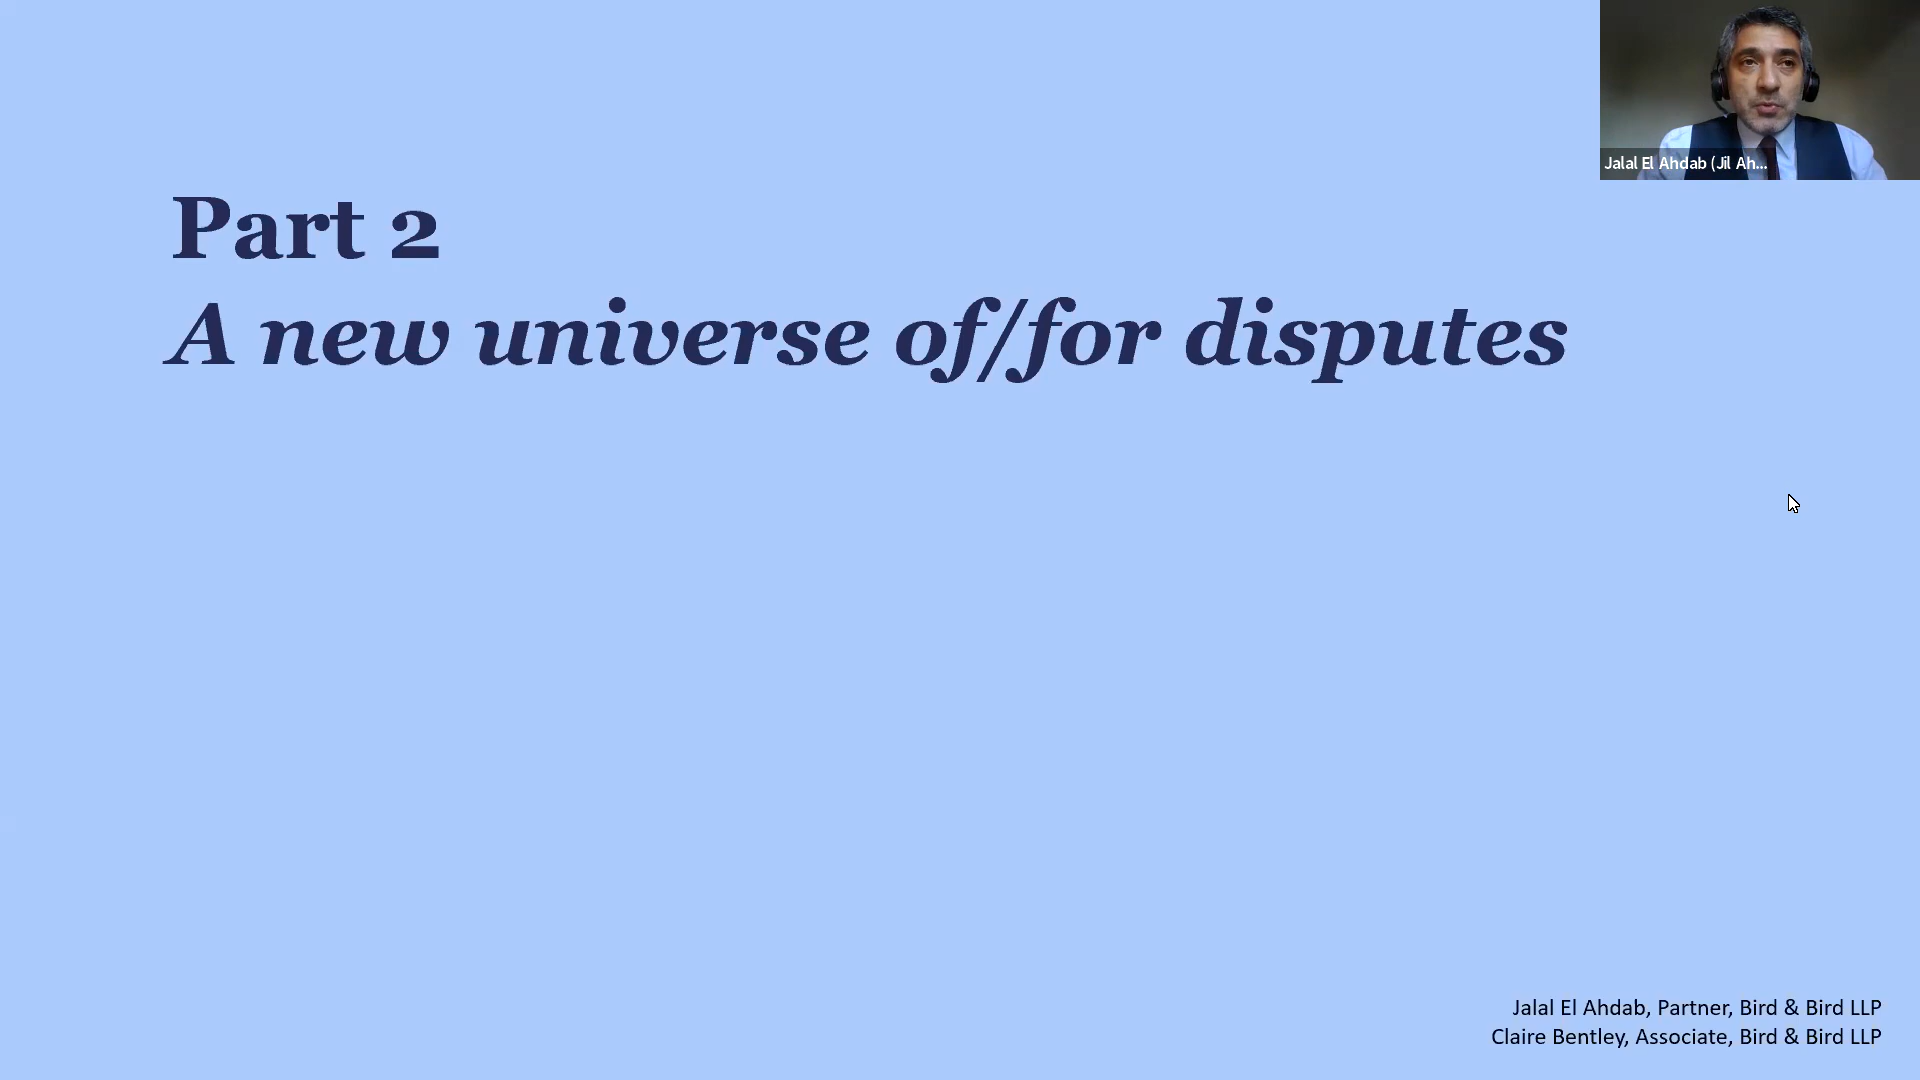 Jalal El Ahdab (Jil Ah...
Part 2
A new universe of/for disputes
Jalal El Ahdab, Partner, Bird & Bird LLP
Claire Bentley, Associate, Bird & Bird LLP